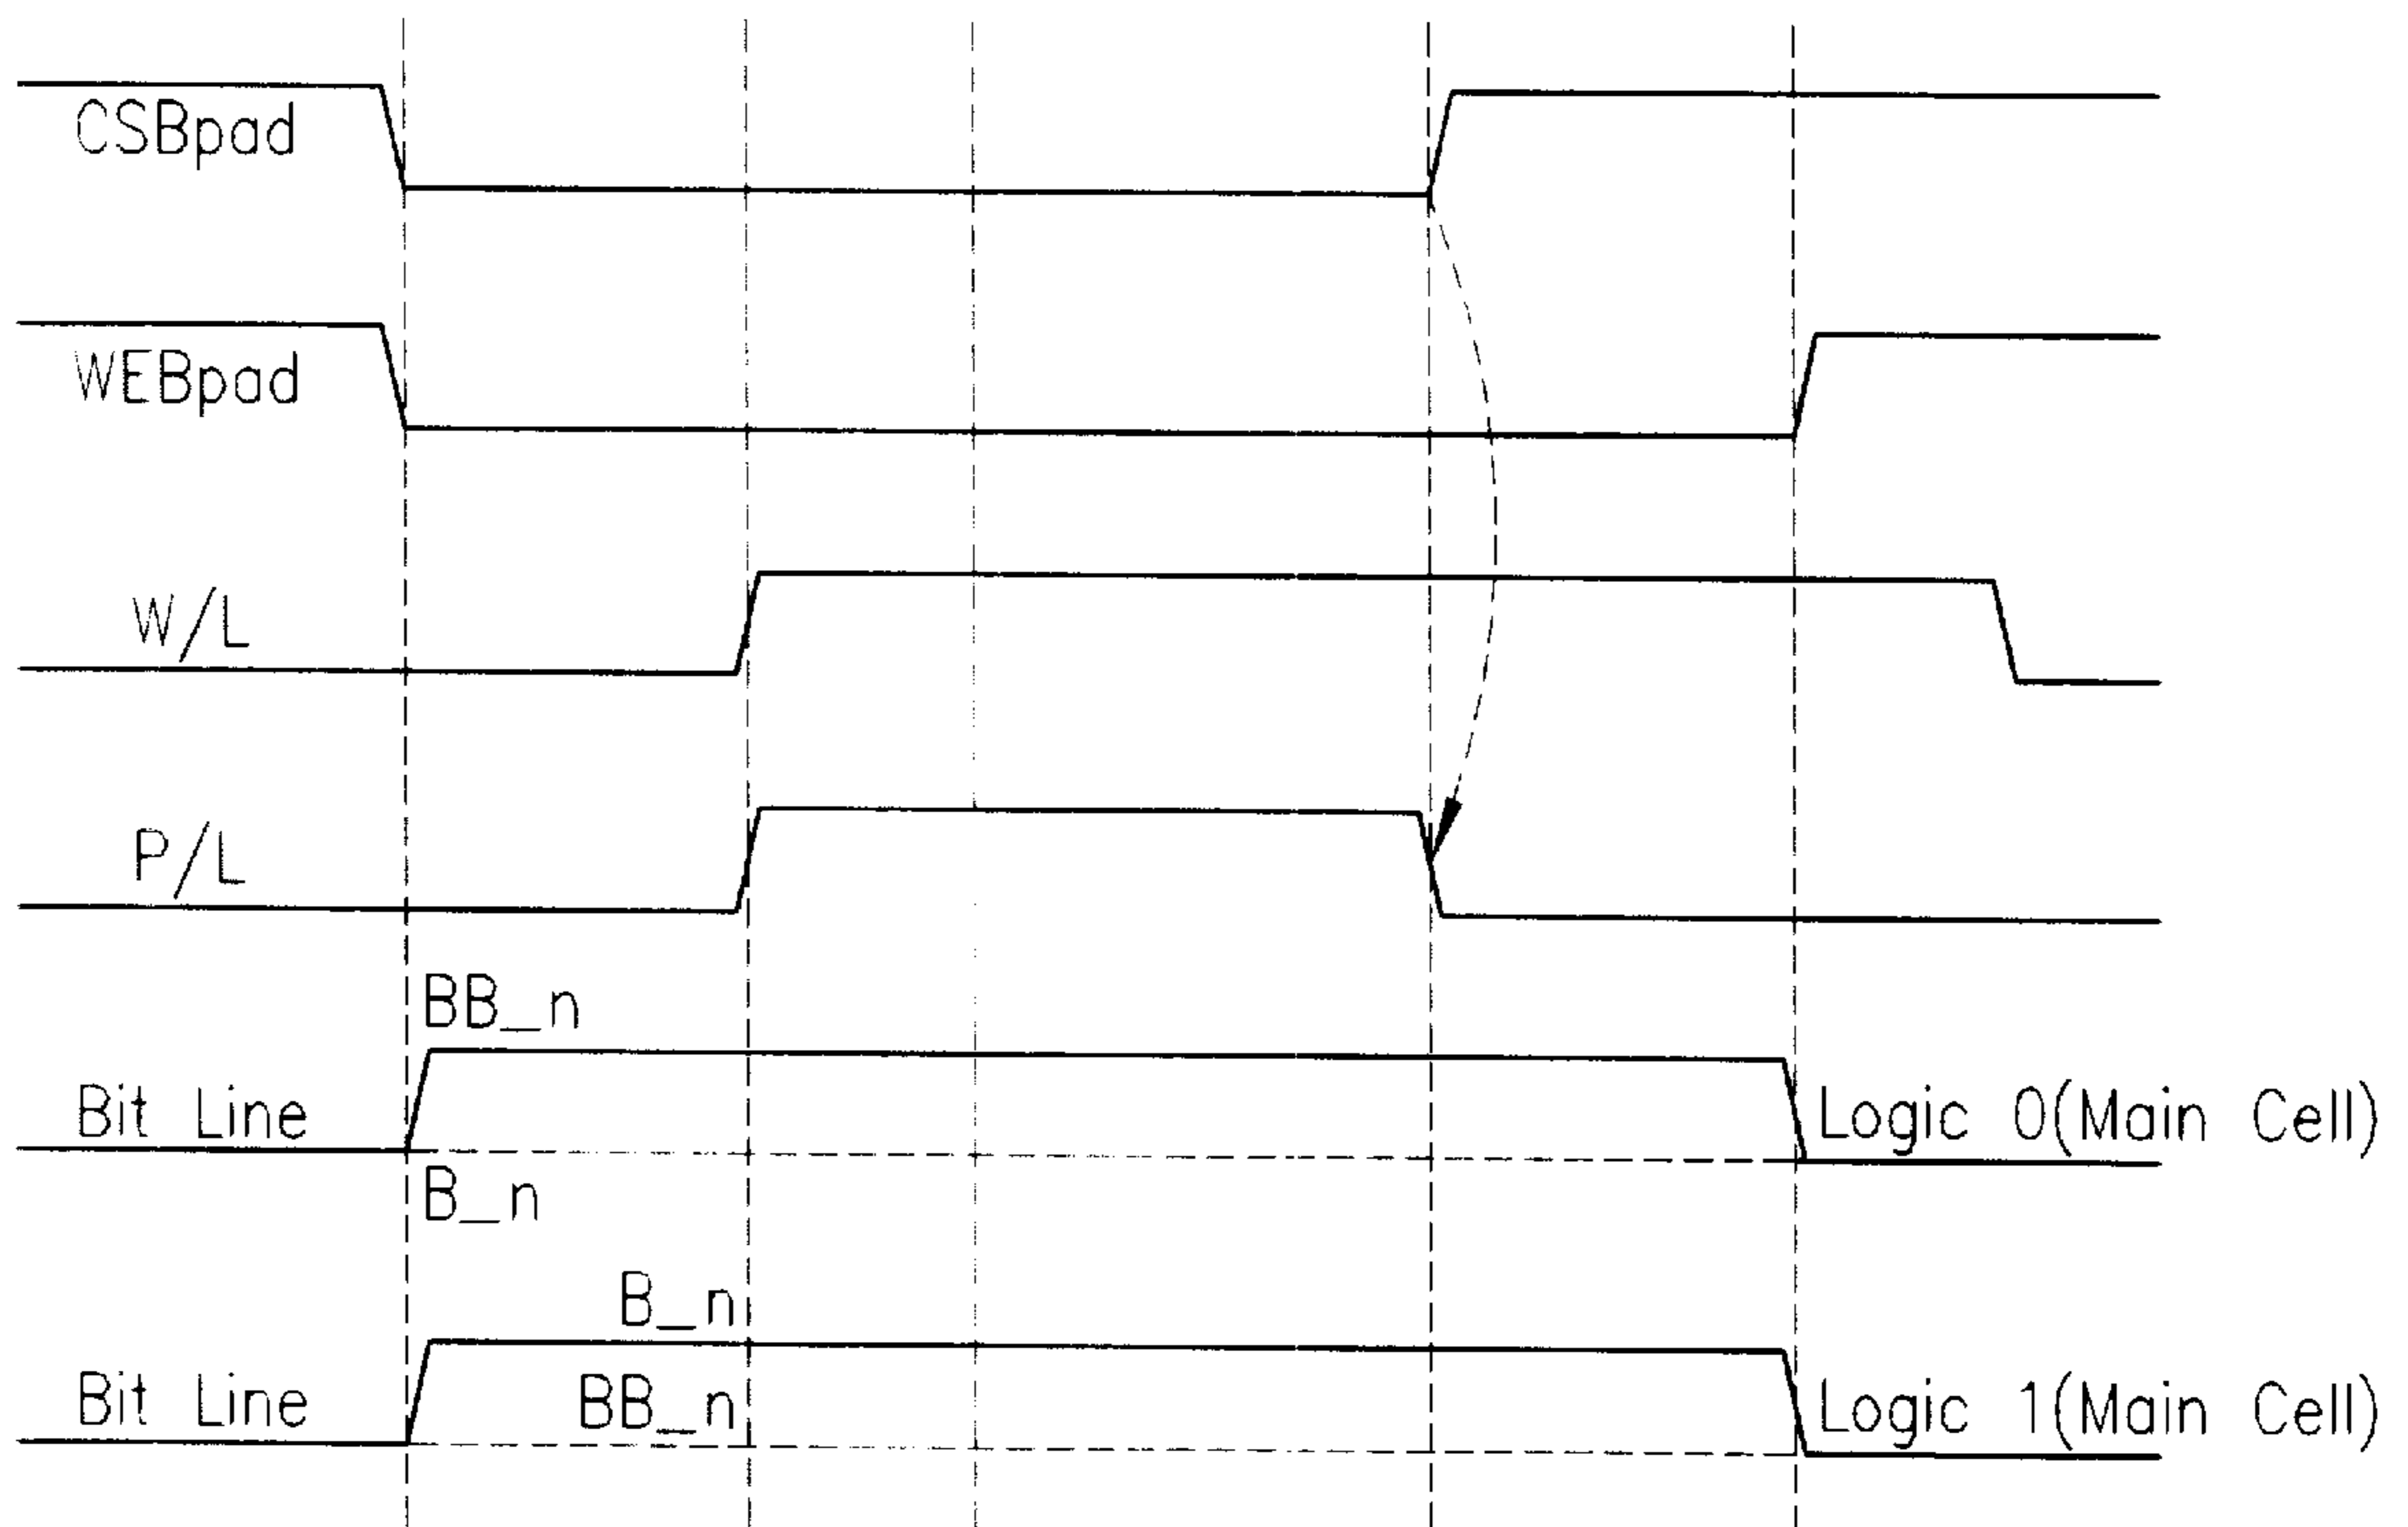 CSBpad
WEBpad
W/L
P/L
BB_n
Bit Line
Logic 0(Main Cell)
B_n
B_n
BB_n
Bit Line
Logic 1(Main Cell)